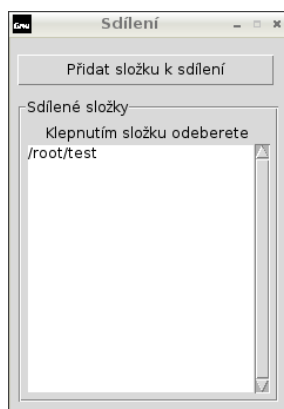 Sdílení
Přidat složku k sdílení
Sdílené složky
Klepnutím složku odeberete
/root/test